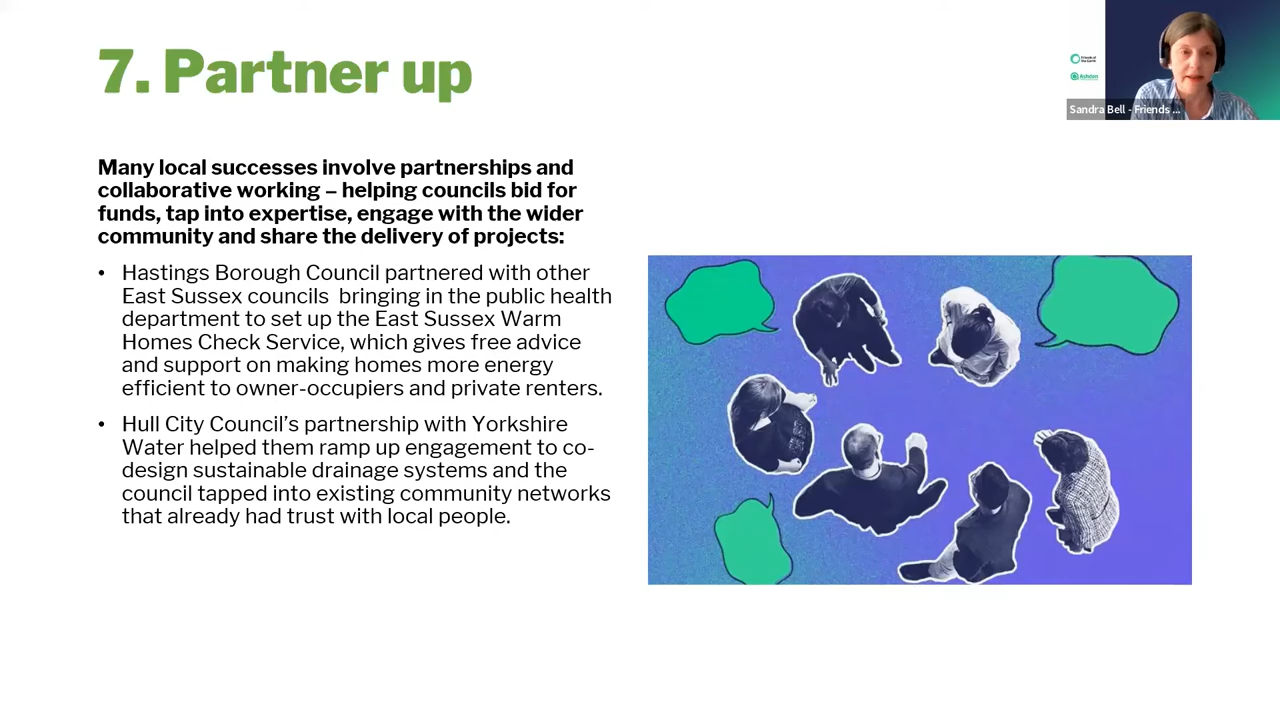 7. Partner up
Friends of
the Earth
Ashden
Sandra Bell - Friends ...
Many local successes involve partnerships and
collaborative working – helping councils bid for
funds, tap into expertise, engage with the wider
community and share the delivery of projects:
• Hastings Borough Council partnered with other
East Sussex councils  bringing in the public health
department to set up the East Sussex Warm
Homes Check Service, which gives free advice
and support on making homes more energy
efficient to owner-occupiers and private renters.
• Hull City Council’s partnership with Yorkshire
Water helped them ramp up engagement to co-
design sustainable drainage systems and the
council tapped into existing community networks
that already had trust with local people.